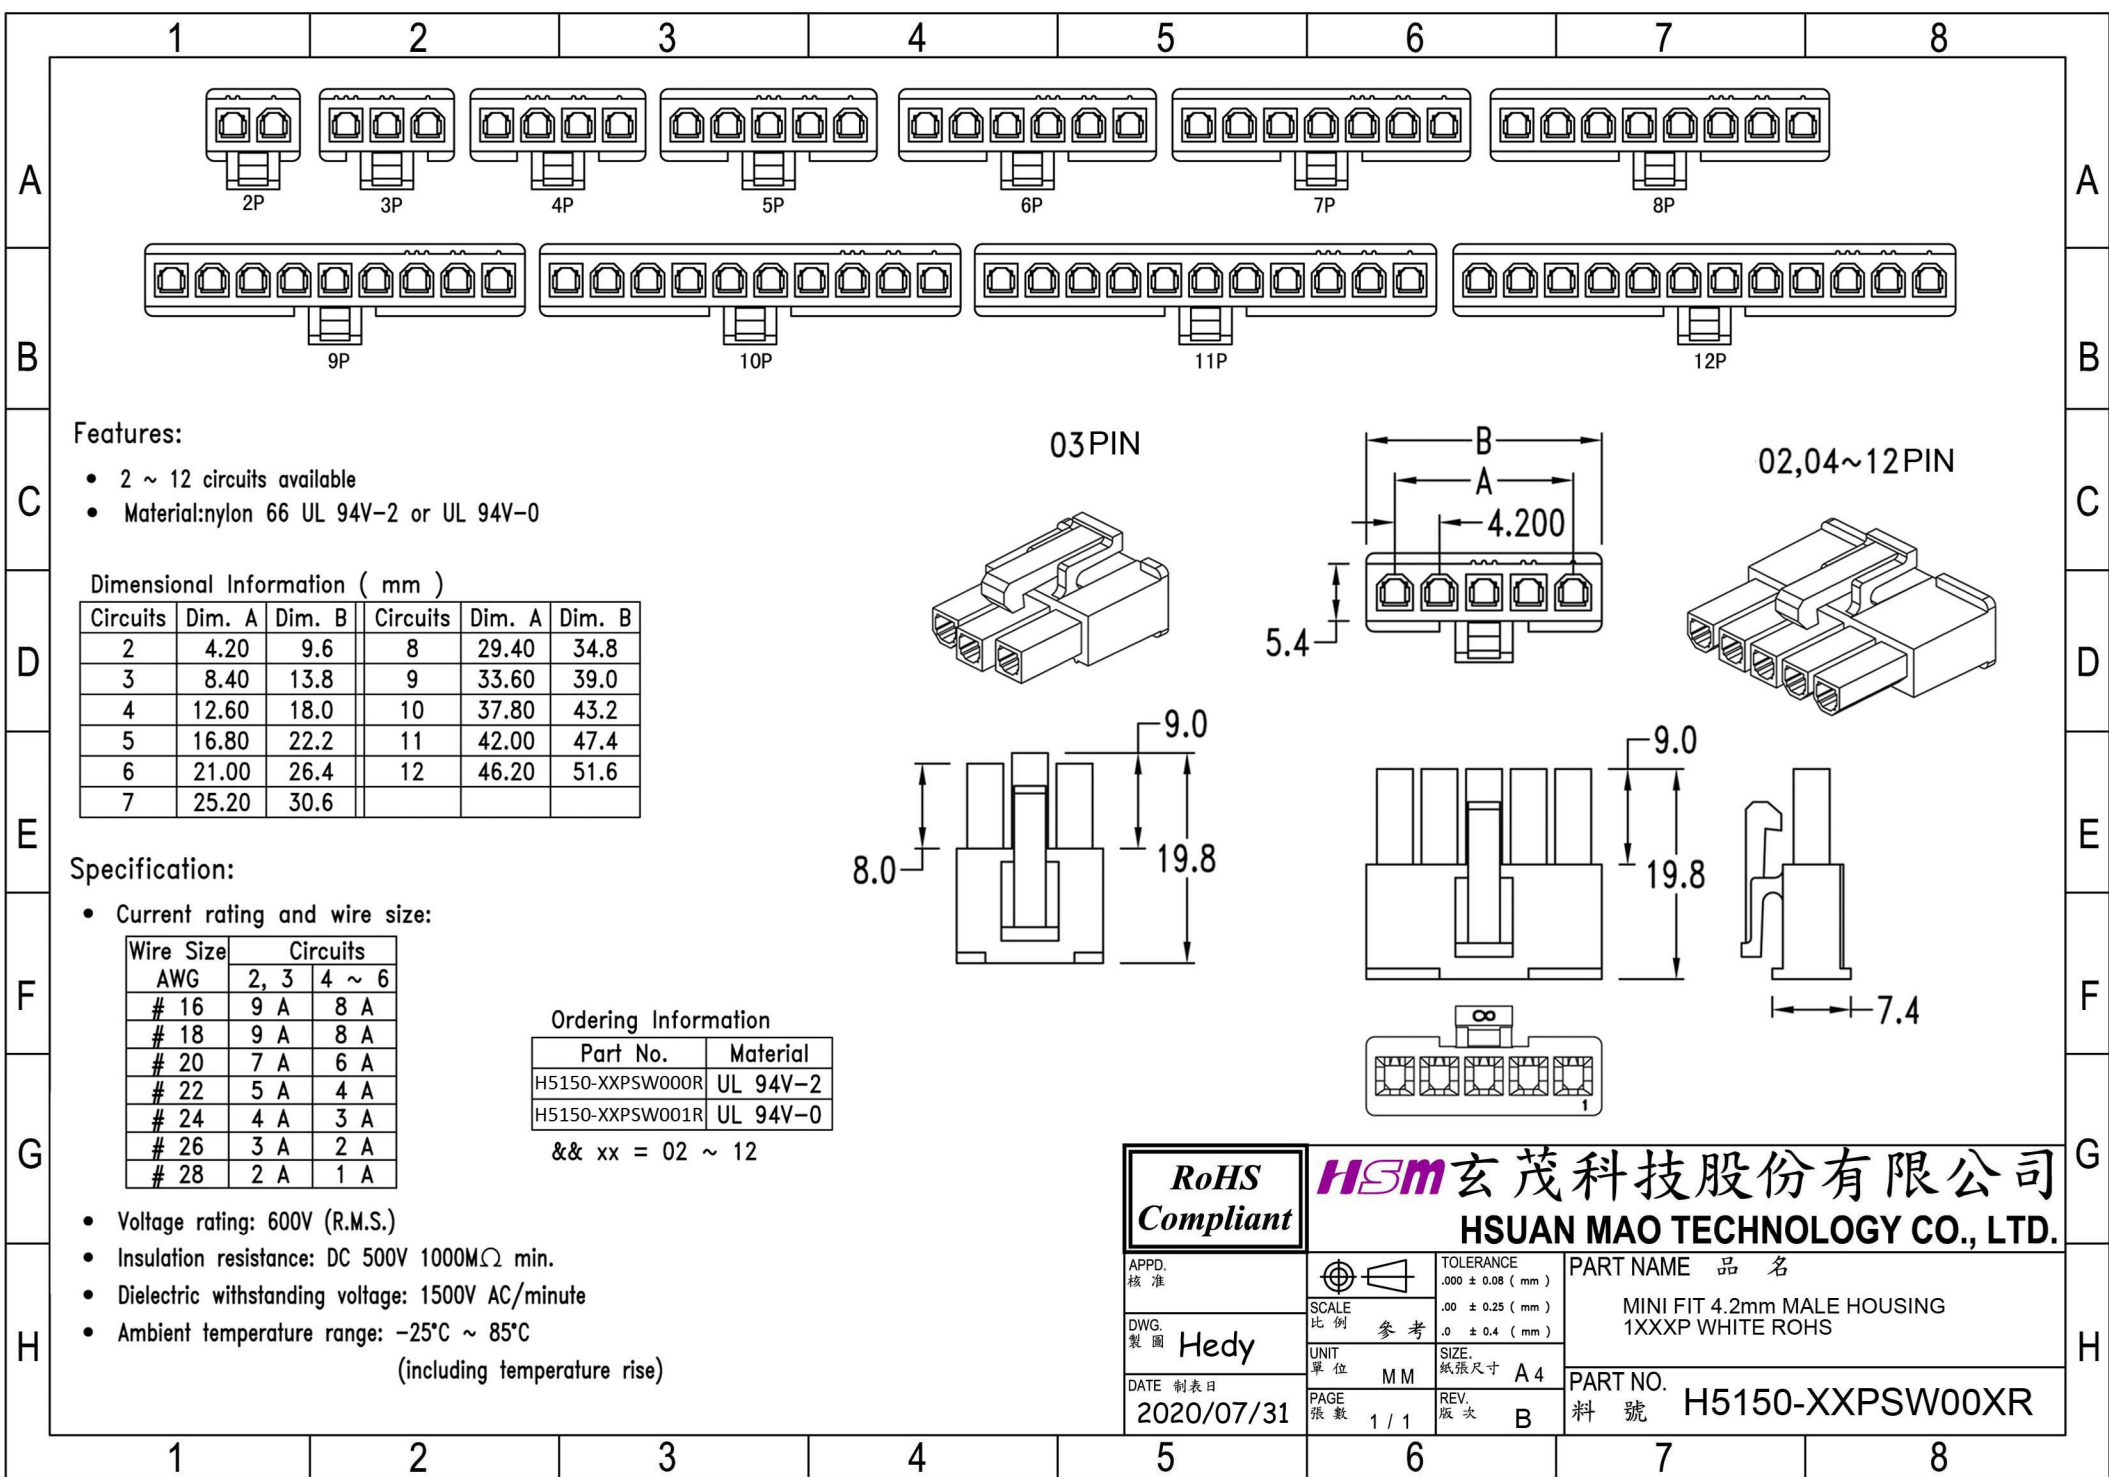 1 2 3 4 5 6 7 8
A A
2P 3P 4P 5P 6P 7P 8P
B B
9P 10P 11P 12P
Features:
• 2 ~ 12 circuits available
• Material:nylon 66 UL 94V-2 or UL 94V-0
C C
Dimensional Information ( mm )
Circuits Dim. A Dim. B Circuits Dim. A Dim. B
2 4.20 9.6 8 29.40 34.8
3 8.40 13.8 9 33.60 39.0
4 12.60 18.0 10 37.80 43.2
5 16.80 22.2 11 42.00 47.4
6 21.00 26.4 12 46.20 51.6
7 25.20 30.6
D D
03PIN
B
A
4.200
5.4
02,04~12PIN
9.0
8.0
19.8
9.0
19.8
7.4
E E
Specification:
• Current rating and wire size:
Wire Size Circuits
AWG 2, 3 4 ~ 6
# 16 9 A 8 A
# 18 9 A 8 A
# 20 7 A 6 A
# 22 5 A 4 A
# 24 4 A 3 A
# 26 3 A 2 A
# 28 2 A 1 A
F F
Ordering Information
Part No. Material
H5150-XXPSW000R UL 94V-2
H5150-XXPSW001R UL 94V-0
&& xx = 02 ~ 12
8
1
G G
• Voltage rating: 600V (R.M.S.)
• Insulation resistance: DC 500V 1000MΩ min.
• Dielectric withstanding voltage: 1500V AC/minute
• Ambient temperature range: -25°C ~ 85°C
(including temperature rise)
H H
RoHS
Compliant
HSM 玄茂科技股份有限公司
HSUAN MAO TECHNOLOGY CO., LTD.
APPD.
核 准
DWG.
製 圖 Hedy
DATE 制表日
2020/07/31
SCALE
比 例 參 考
UNIT
單 位 MM
PAGE
張 數 1 / 1
TOLERANCE
.000 ± 0.08 ( mm )
.00 ± 0.25 ( mm )
.0 ± 0.4 ( mm )
SIZE.
紙張尺寸 A4
REV.
版 次 B
PART NAME 品 名
MINI FIT 4.2mm MALE HOUSING
1XXXP WHITE ROHS
PART NO.
料 號 H5150-XXPSW00XR
1 2 3 4 5 6 7 8